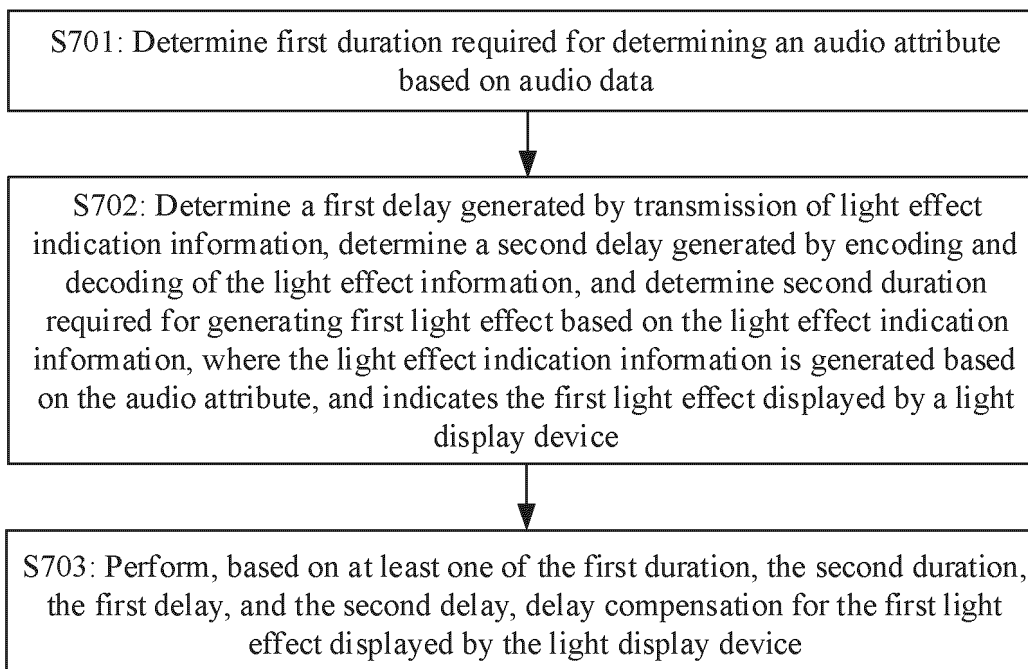 S701: Determine first duration required for determining an audio attribute
based on audio data
S702: Determine a first delay generated by transmission of light effect
indication information, determine a second delay generated by encoding and
decoding of the light effect information, and determine second duration
required for generating first light effect based on the light effect indication
information, where the light effect indication information is generated based
on the audio attribute, and indicates the first light effect displayed by a light
display device
S703: Perform, based on at least one of the first duration, the second duration,
the first delay, and the second delay, delay compensation for the first light
effect displayed by the light display device